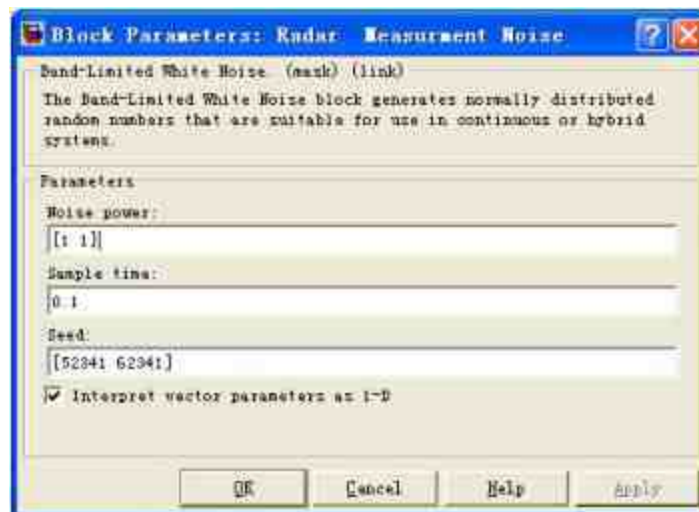 Block Parameters: Radar Measurment Noise
Band-Limited White Noise (mask) (link)
The Band-Limited White Noise block generates normally distributed
random numbers that are suitable for use in continuous or hybrid
systems.
Parameters
Noise power:
[1 1]
Sample time:
0.1
Seed:
[52341 62341]
Interpret vector parameters as 1-D
OK
Cancel
Help
Apply